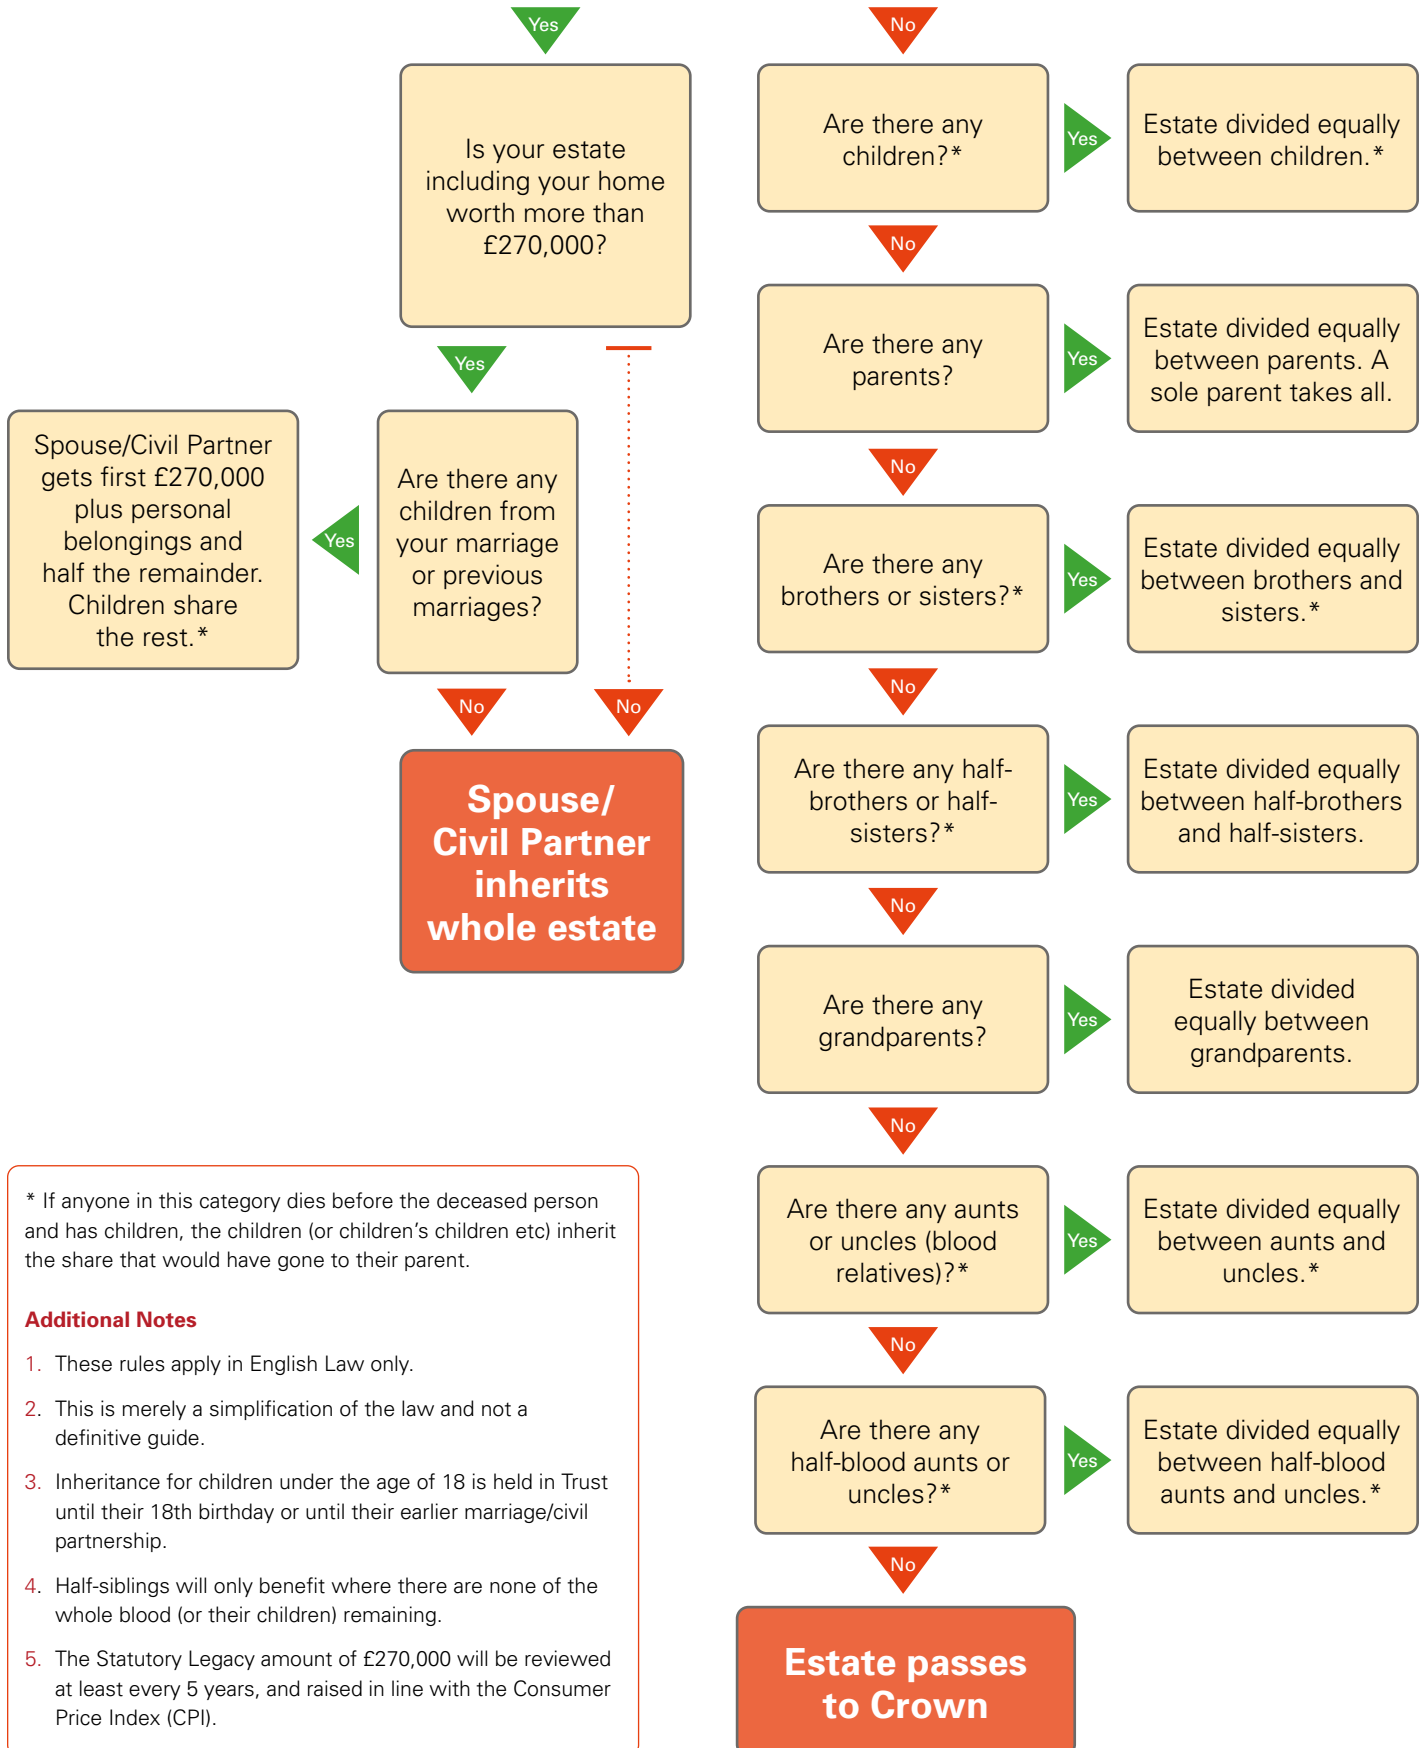 Yes
Is your estate
including your home
worth more than
£270,000?
Yes
Are there any
children from
your marriage
or previous
marriages?
Yes
Spouse/Civil Partner
gets first £270,000
plus personal
belongings and
half the remainder.
Children share
the rest.*
No
No
Spouse/
Civil Partner
inherits
whole estate
No
Are there any
children?*
Yes
Estate divided equally
between children.*
No
Are there any
parents?
Yes
Estate divided equally
between parents. A
sole parent takes all.
No
Are there any
brothers or sisters?*
Yes
Estate divided equally
between brothers and
sisters.*
No
Are there any half-
brothers or half-
sisters?*
Yes
Estate divided equally
between half-brothers
and half-sisters.
No
Are there any
grandparents?
Yes
Estate divided
equally between
grandparents.
No
Are there any aunts
or uncles (blood
relatives)?*
Yes
Estate divided equally
between aunts and
uncles.*
No
Are there any
half-blood aunts or
uncles?*
Yes
Estate divided equally
between half-blood
aunts and uncles.*
No
Estate passes
to Crown
* If anyone in this category dies before the deceased person
and has children, the children (or children's children etc) inherit
the share that would have gone to their parent.
Additional Notes
1. These rules apply in English Law only.
2. This is merely a simplification of the law and not a
definitive guide.
3. Inheritance for children under the age of 18 is held in Trust
until their 18th birthday or until their earlier marriage/civil
partnership.
4. Half-siblings will only benefit where there are none of the
whole blood (or their children) remaining.
5. The Statutory Legacy amount of £270,000 will be reviewed
at least every 5 years, and raised in line with the Consumer
Price Index (CPI).